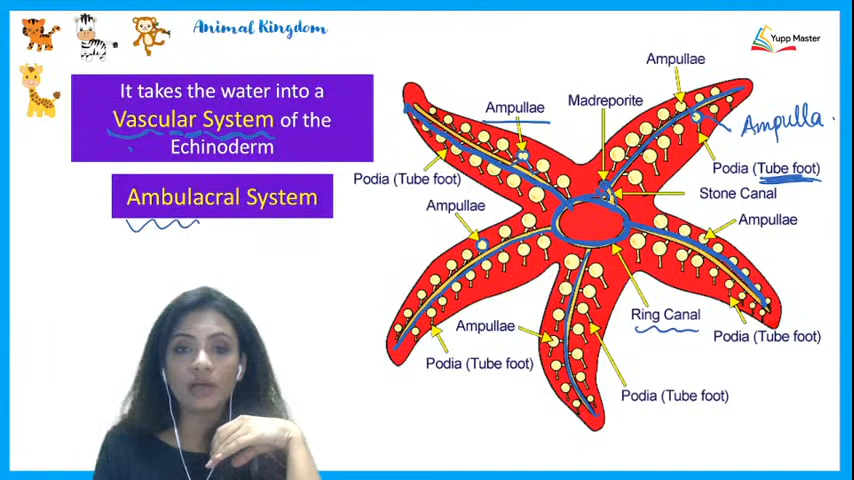 Animal Kingdom
Yupp Master
It takes the water into a
Vascular System of the
Echinoderm
Ambulacral System
Ampullae
Madreporite
Ampullae
Ampulla
Podia (Tube foot)
Podia (Tube foot)
Stone Canal
Ampullae
Ampullae
Ring Canal
Ampullae
Podia (Tube foot)
Podia (Tube foot)
Podia (Tube foot)